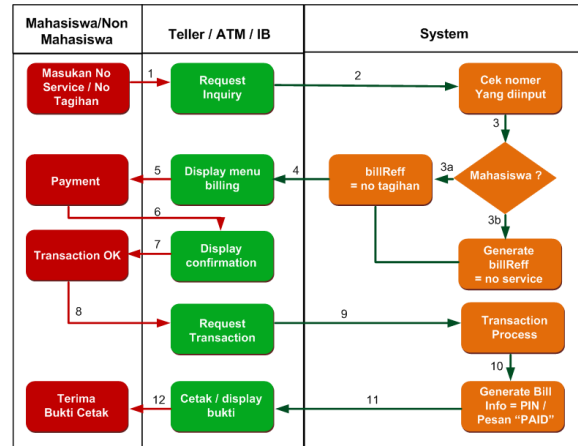 Mahasiswa/Non
Mahasiswa
Teller / ATM / IB
System
Masukan No
Service / No
Tagihan
1
Request
Inquiry
2
Cek nomer
Yang diinput
3
Payment
5
Display menu
billing
4
billReff
= no tagihan
3a
Mahasiswa ?
3b
6
Transaction OK
7
Display
confirmation
Generate
billReff
= no service
8
Request
Transaction
9
Transaction
Process
10
Terima
Bukti Cetak
12
Cetak / display
bukti
11
Generate Bill
Info = PIN /
Pesan “PAID”